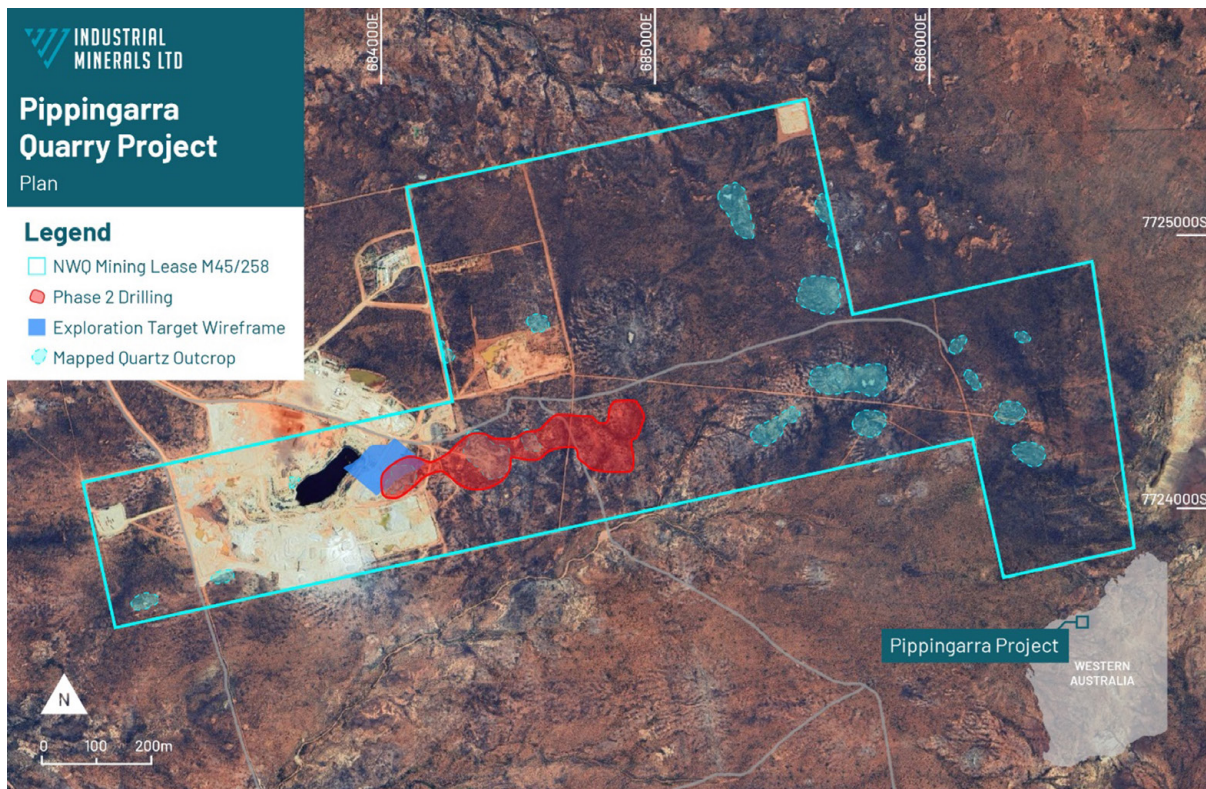 INDUSTRIAL
MINERALS LTD
Pippingarra
Quarry Project
Plan
Legend
NWQ Mining Lease M45/258
Phase 2 Drilling
Exploration Target Wireframe
Mapped Quartz Outcrop
684000E
685000E
686000E
7725000S
7724000S
Pippingarra Project
WESTERN
AUSTRALIA
N
0 100 200m